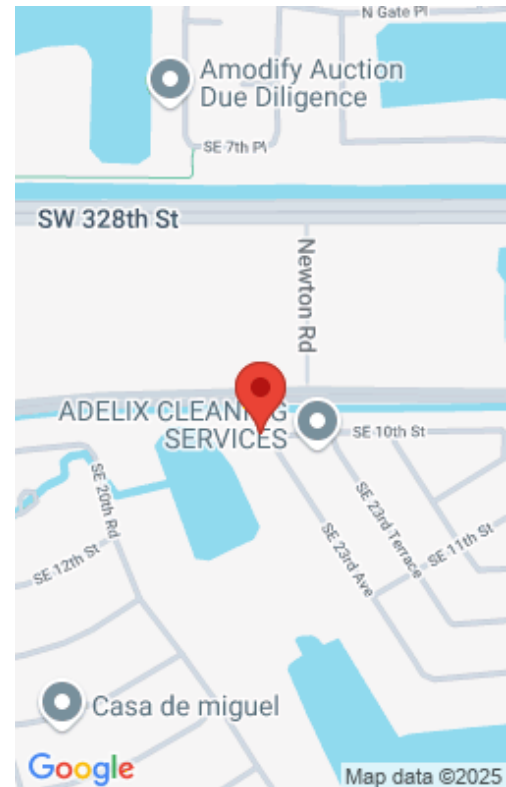 N Gate Pl
Amodify Auction
Due Diligence
SE 7th Pl
SW 328th St
Newton Rd
ADELIX CLEANING
SERVICES
SE 10th St
SE 20th Rd
SE 23rd Terrace
SE 11th St
SE 12th St
SE 23rd Ave
Casa de miguel
Google
Map data ©2025